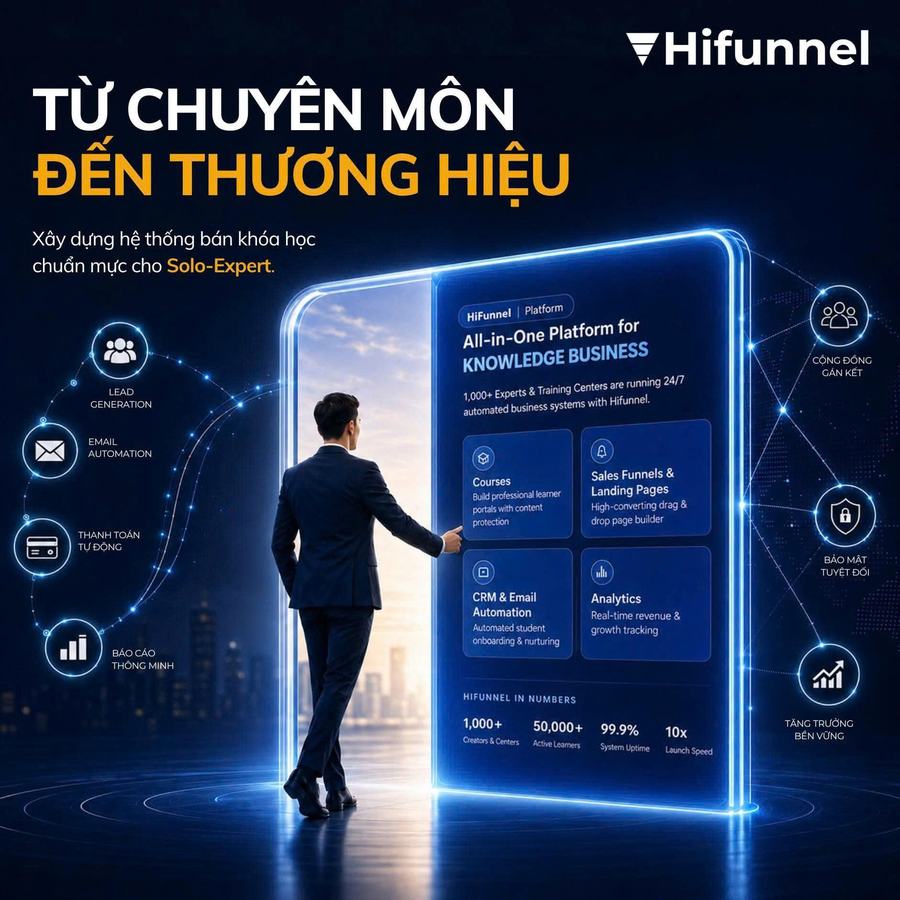 Hifunnel
TỪ CHUYÊN MÔN
ĐẾN THƯƠNG HIỆU
Xây dựng hệ thống bán khóa học
chuẩn mực cho Solo-Expert.
LEAD
GENERATION
EMAIL
AUTOMATION
THANH TOÁN
TỰ ĐỘNG
BÁO CÁO
THÔNG MINH
HiFunnel | Platform
All-in-One Platform for
KNOWLEDGE BUSINESS
1,000+ Experts & Training Centers are running 24/7
automated business systems with Hifunnel.
Courses
Build professional learner
portals with content
protection
Sales Funnels &
Landing Pages
High-converting drag &
drop page builder
CRM & Email
Automation
Automated student
onboarding & nurturing
Analytics
Real-time revenue &
growth tracking
HIFUNNEL IN NUMBERS
1,000+
Creators & Centers
50,000+
Active Learners
99.9%
System Uptime
10x
Launch Speed
CỘNG ĐỒNG
GẮN KẾT
BẢO MẬT
TUYỆT ĐỐI
TĂNG TRƯỞNG
BỀN VỮNG